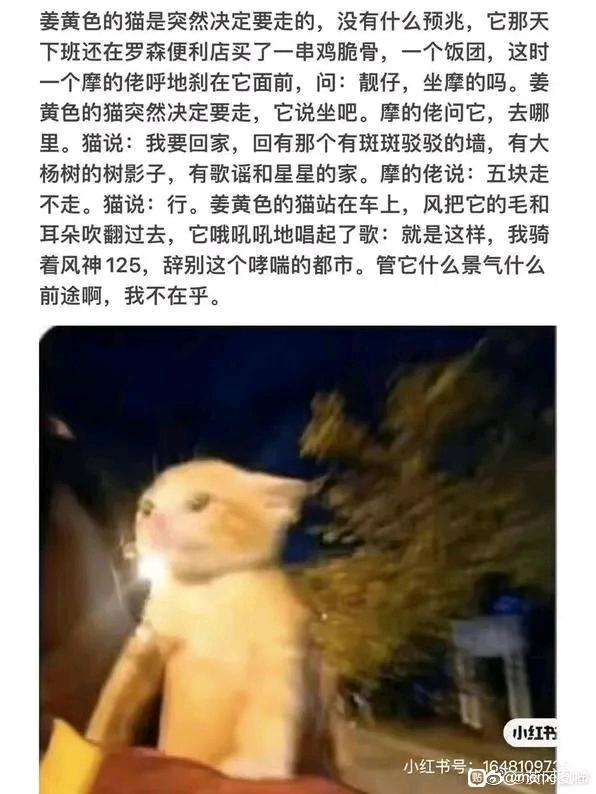 姜黄色的猫是突然决定要走的，没有什么预兆，它那天
下班还在罗森便利店买了一串鸡脆骨，一个饭团，这时
一个摩的佬呼地刹在它面前，问：靓仔，坐摩的吗。姜
黄色的猫突然决定要走，它说坐吧。摩的佬问它，去哪
里。猫说：我要回家，回有那个有斑斑驳驳的墙，有大
杨树的树影子，有歌谣和星星的家。摩的佬说：五块走
不走。猫说：行。姜黄色的猫站在车上，风把它的毛和
耳朵吹翻过去，它哦吼吼地唱起了歌：就是这样，我骑
着风神125，辞别这个哮喘的都市。管它什么景气什么
前途啊，我不在乎。
小红书
小红书号：164810973